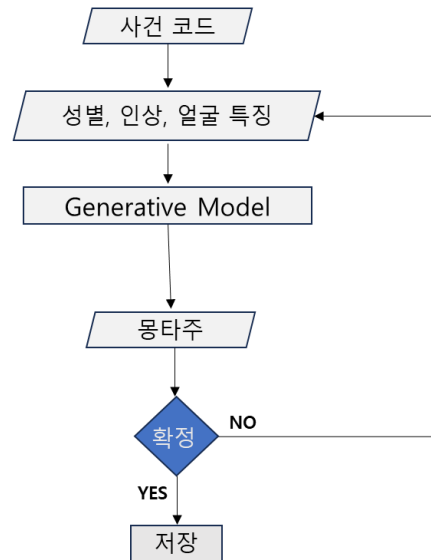 사건 코드
성별, 인상, 얼굴 특징
Generative Model
몽타주
확정
NO
YES
저장